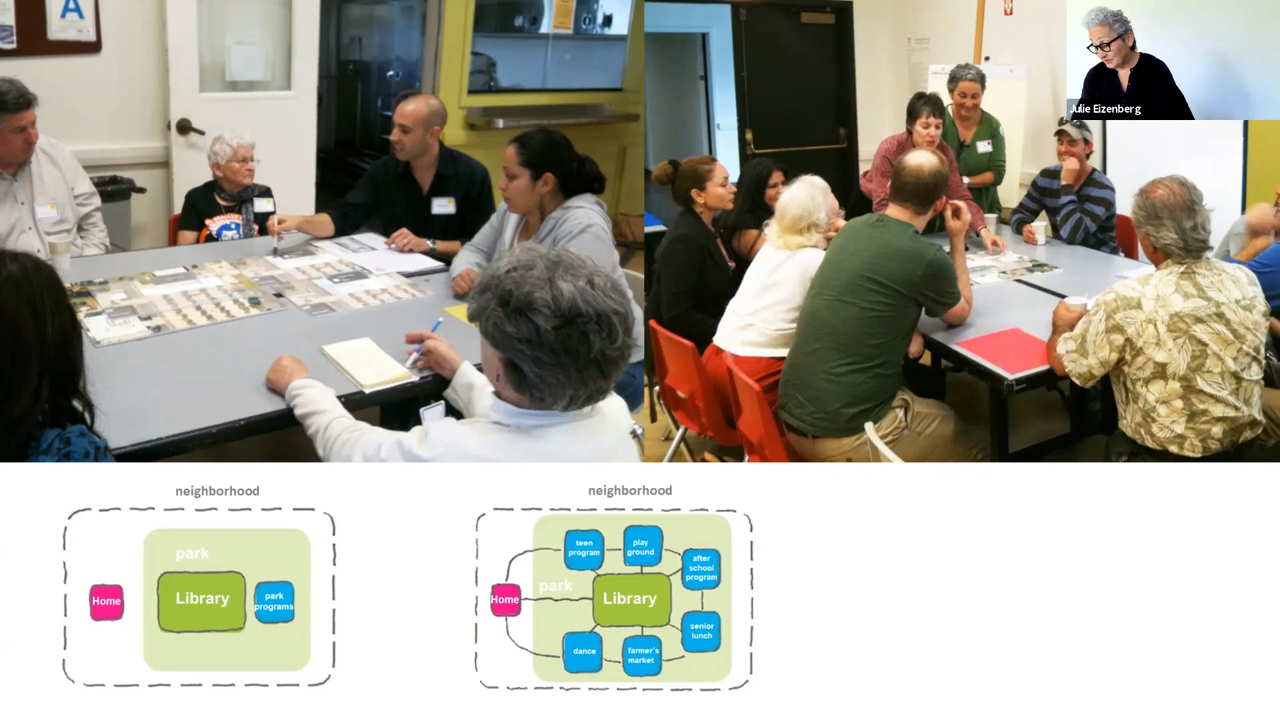 A
Julie Eizenberg
neighborhood
park
Home
Library
park
programs
neighborhood
teen
program
play
ground
after
school
program
park
Home
Library
senior
lunch
dance
farmer's
market